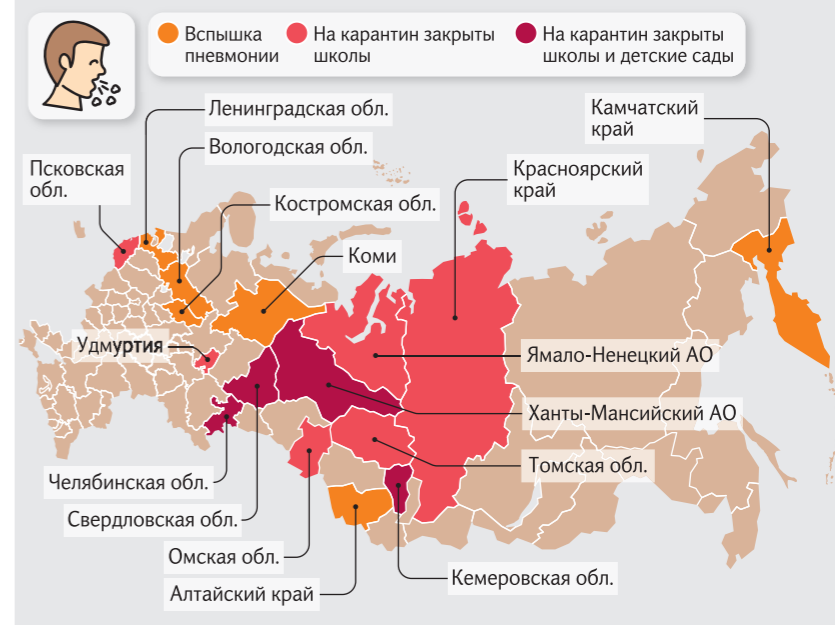 Вспышка
пневмонии
На карантин закрыты
школы
На карантин закрыты
школы и детские сады
Ленинградская обл.
Камчатский
край
Вологодская обл.
Псковская
обл.
Красноярский
край
Костромская обл.
Коми
Удмуртия
Ямало-Ненецкий АО
Ханты-Мансийский АО
Томская обл.
Челябинская обл.
Свердловская обл.
Омская обл.
Кемеровская обл.
Алтайский край